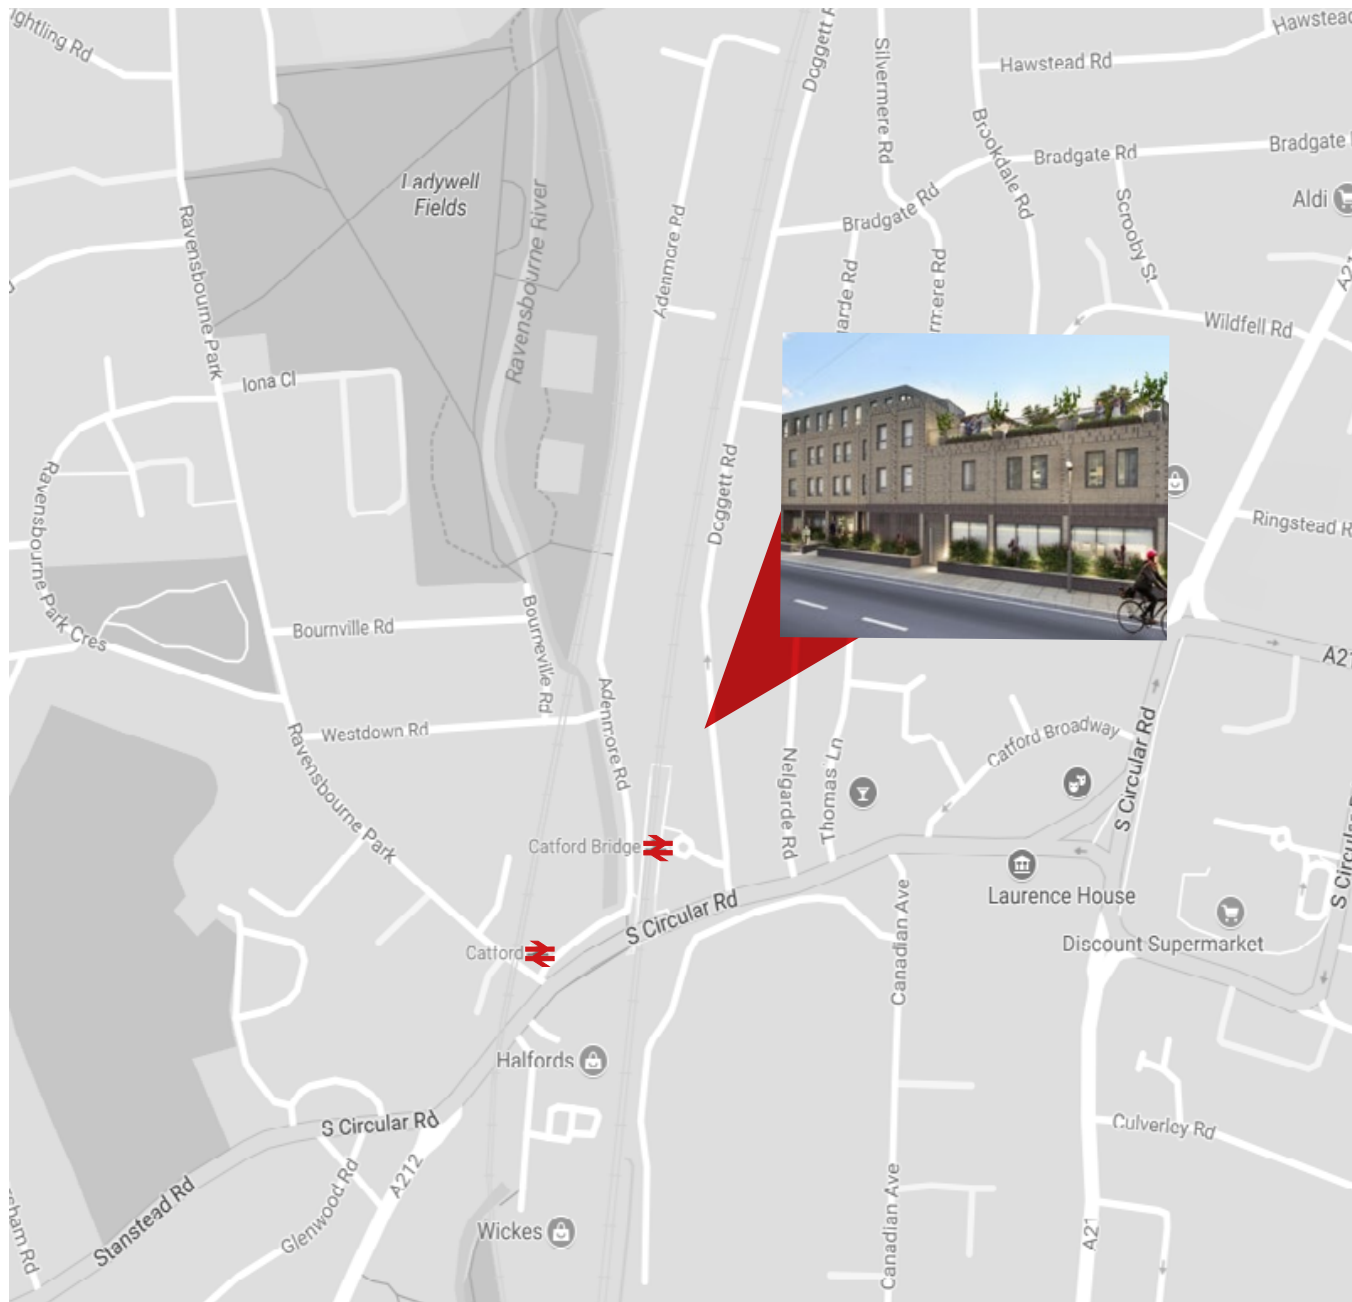 Hawstead
Hawstead Rd
Doggett
Silvermere Rd
Brookdale Rd
Bradgate Rd
Bradgate
Aldi
Scrooby St
Bradgate Rd
Ladywell
Fields
Ravensbourne River
Adenmore Rd
Ravensbourne Park
Wildfell Rd
Iona Cl
Doggett Rd
Ringstead R
Ravensbourne Park Cres
Bournville Rd
Bourneville Rd
A21
Westdown Rd
Adenmore Rd
Ravensbourne Park
Nelgarde Rd
Thomas' Ln
Catford Broadway
S Circular Rd
Catford Bridge
Laurence House
S Circular Rd
Canadian Ave
Catford
Discount Supermarket
Halfords
S Circular Rd
A212
Glenwood Rd
Stanstead Rd
Culverley Rd
Wickes
Canadian Ave
A21